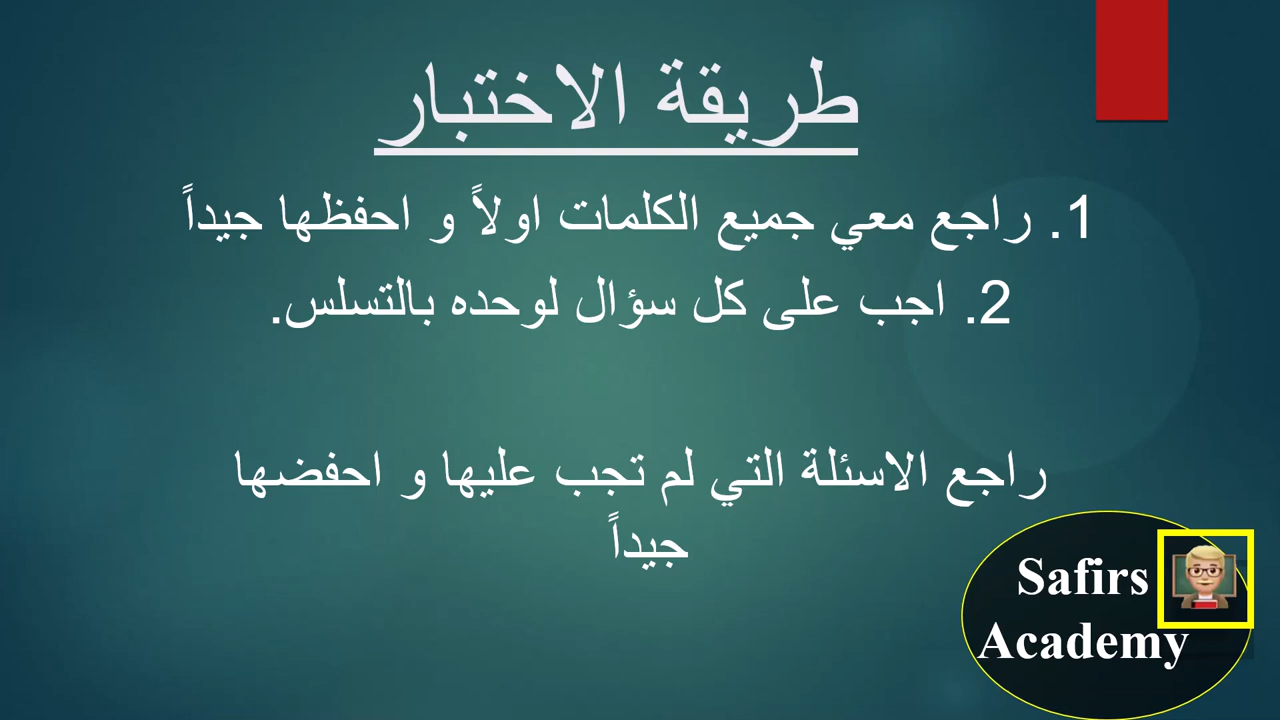 طريقة الاختبار
1. راجع معي جميع الكلمات اولاً و احفظها جيداً
2. اجب على كل سؤال لوحده بالتسلس.
راجع الاسئلة التي لم تجب عليها و احفضها
جيداً
Safirs
Academy